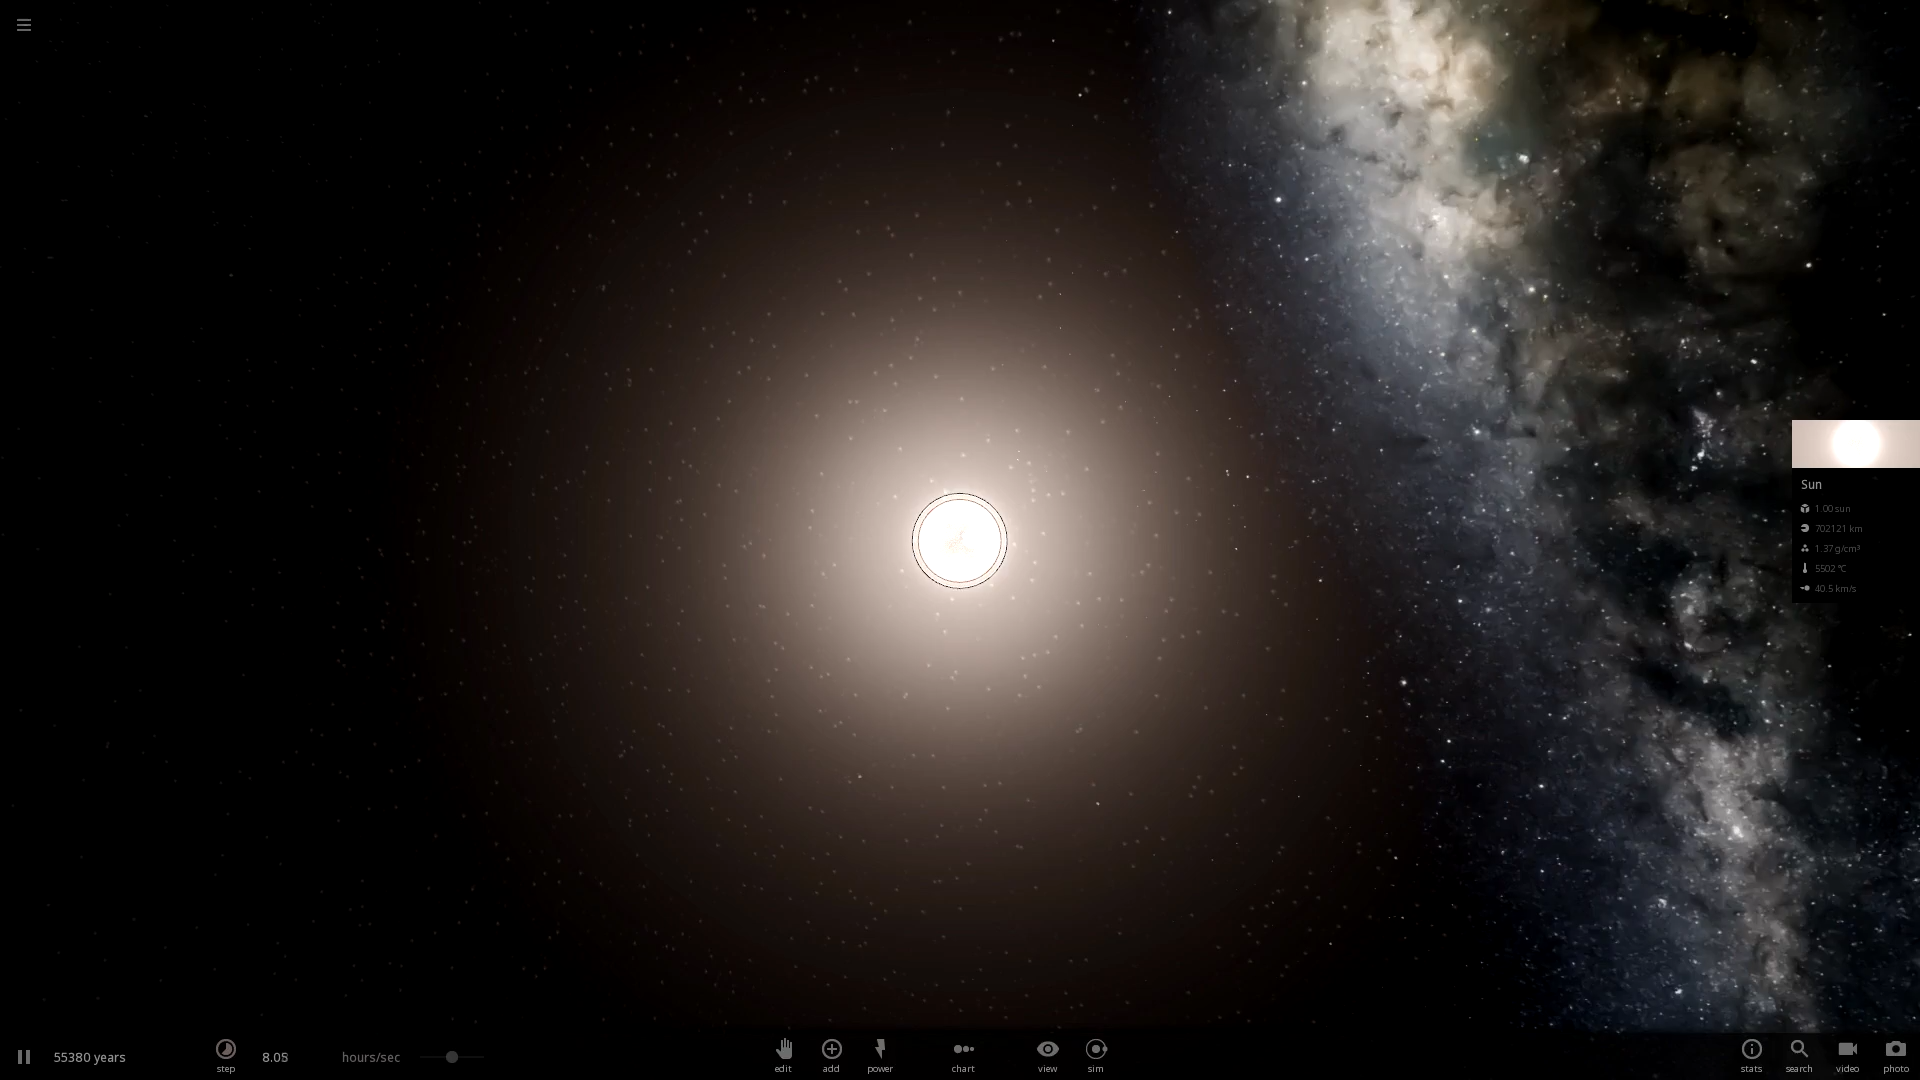 Sun
1.00 sun
702121 km
1.37 g/cm³
5502 °C
40.5 km/s
55380 years
step
8.05
hours/sec
edit
add
power
chart
view
sim
stats
search
video
photo